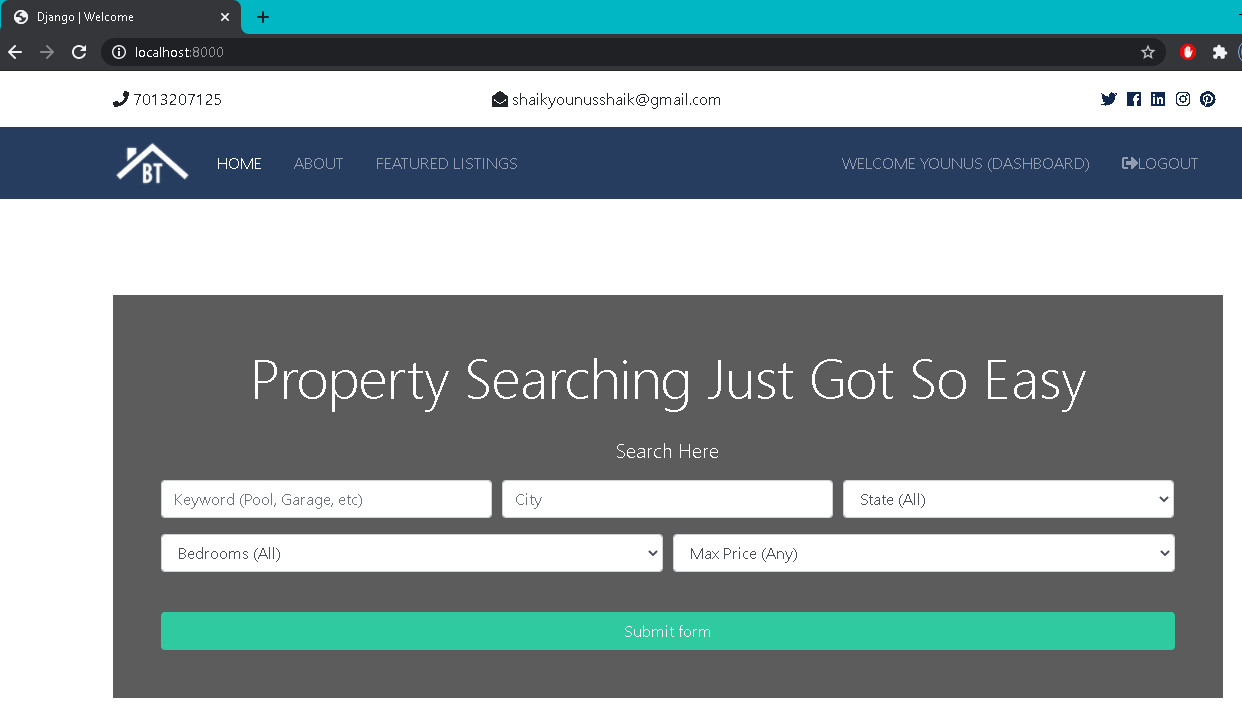 Django | Welcome
localhost:8000
7013207125 shaikyounusshaik@gmail.com
BT HOME ABOUT FEATURED LISTINGS WELCOME YOUNUS (DASHBOARD) LOGOUT
Property Searching Just Got So Easy
Search Here
Keyword (Pool, Garage, etc) City State (All)
Bedrooms (All) Max Price (Any)
Submit form